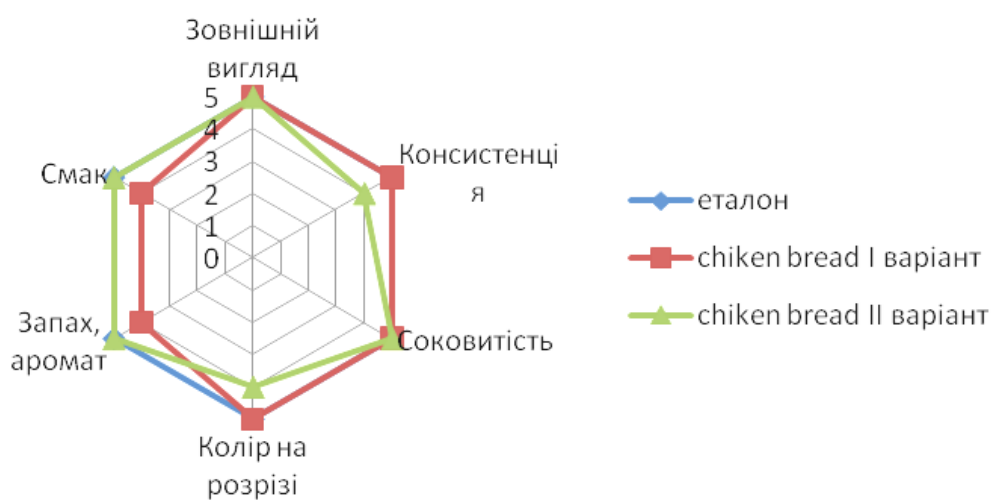 Зовнішній
вигляд
5
4
3
2
1
0
Консистенці
я
Соковитість
Колір на
розрізі
Запах,
аромат
Смак
еталон
chiken bread I варіант
chiken bread II варіант